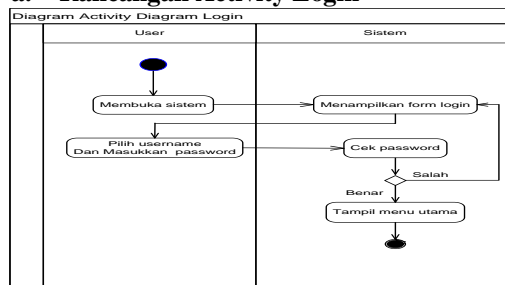 a. Rancangan Activity Login
Diagram Activity Diagram Login
User
Sistem
Membuka sistem
Menampilkan form login
Pilih username
Dan Masukkan password
Cek password
Salah
Benar
Tampil menu utama